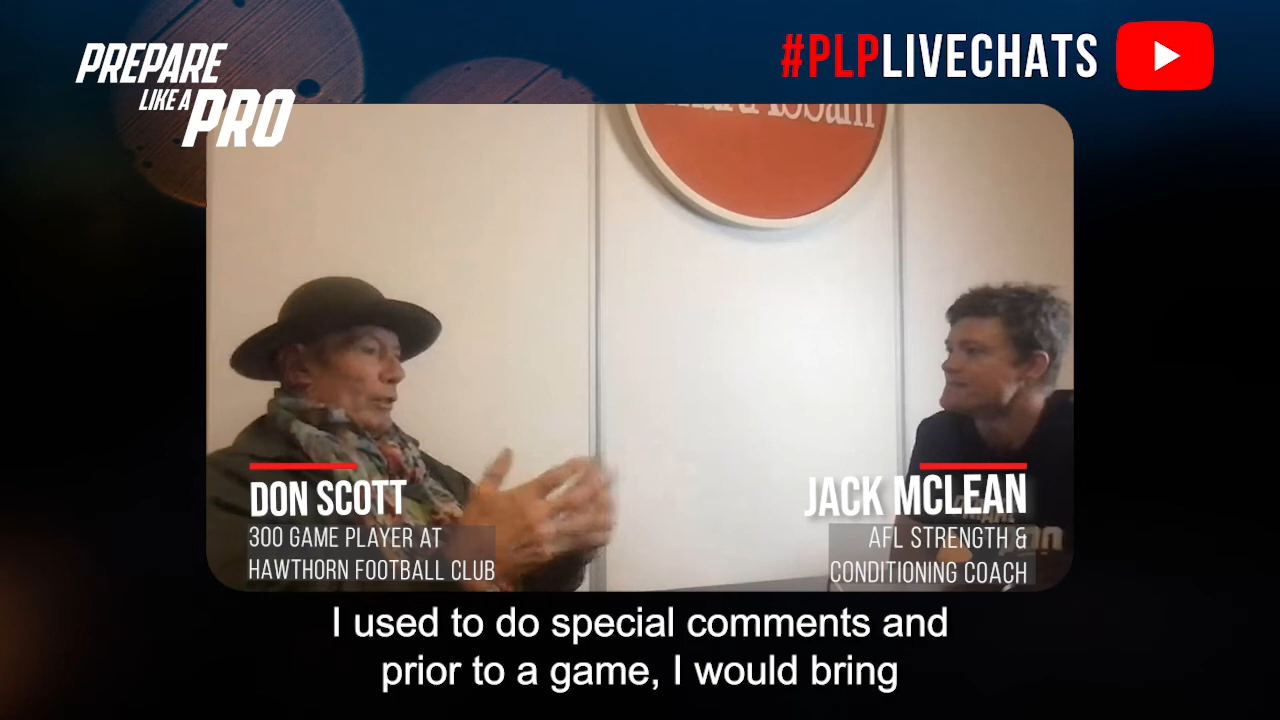 PREPARE
LIKE A
PRO
#PLPLIVECHATS
DON SCOTT
300 GAME PLAYER AT
HAWTHORN FOOTBALL CLUB
JACK MCLEAN
AFL STRENGTH &
CONDITIONING COACH
I used to do special comments and
prior to a game, I would bring